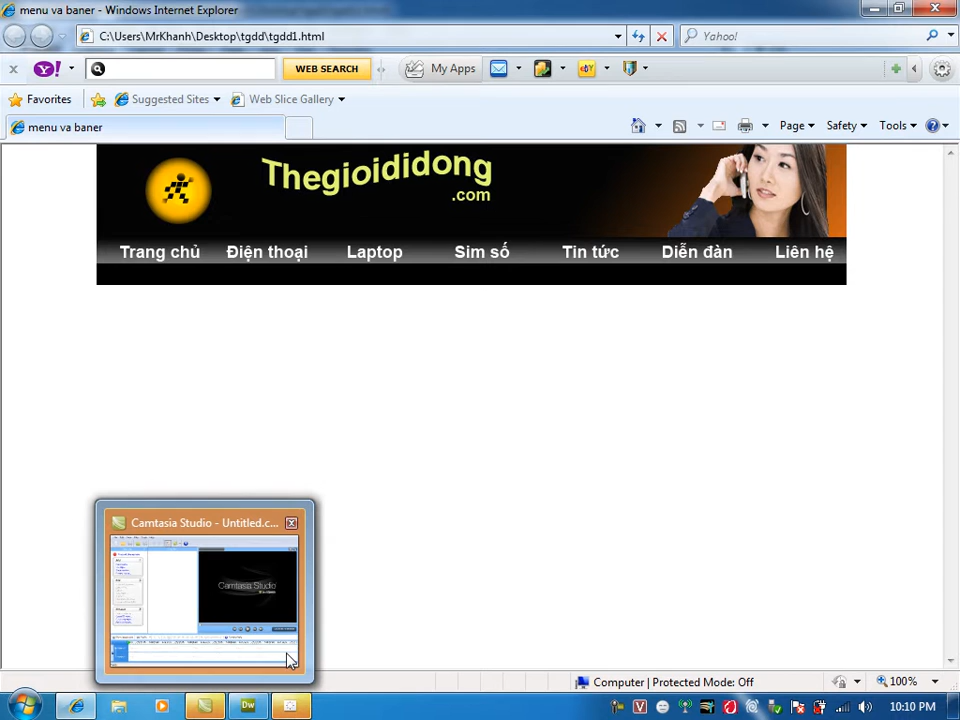 menu va baner - Windows Internet Explorer
C:\Users\MrKhanh\Desktop\tgdd\tgdd1.html
Yahoo!
x Y! WEB SEARCH My Apps ebY
Favorites Suggested Sites Web Slice Gallery
menu va baner
Page Safety Tools
Thegioididong
.com
Trang chủ Điện thoại Laptop Sim số Tin tức Diễn đàn Liên hệ
Camtasia Studio - Untitled.c...
Camtasia Studio
Computer | Protected Mode: Off
100%
Dw
10:10 PM